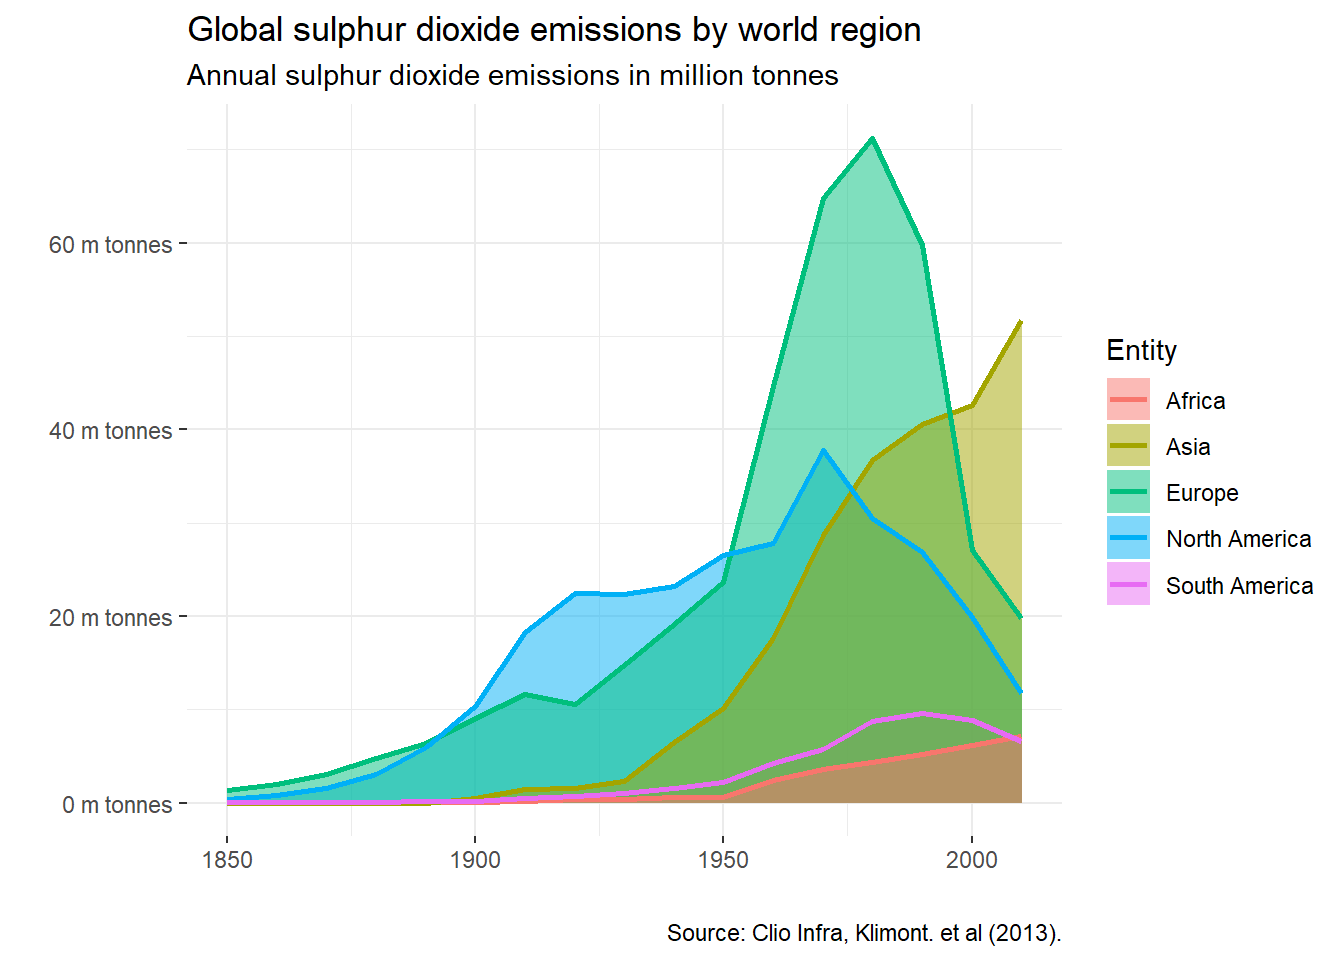 Global sulphur dioxide emissions by world region
Annual sulphur dioxide emissions in million tonnes
60 m tonnes
40 m tonnes
20 m tonnes
0 m tonnes
1850
1900
1950
2000
Entity
Africa
Asia
Europe
North America
South America
Source: Clio Infra, Klimont. et al (2013).